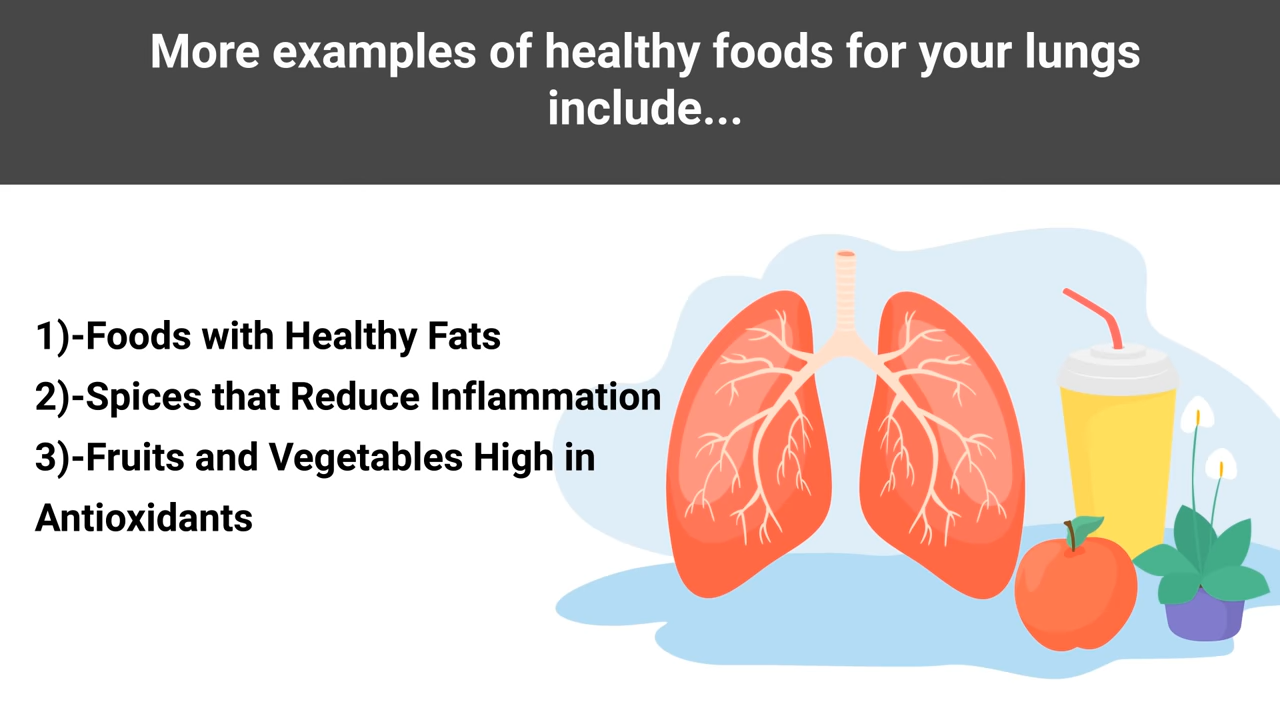 More examples of healthy foods for your lungs
include...
1)-Foods with Healthy Fats
2)-Spices that Reduce Inflammation
3)-Fruits and Vegetables High in
Antioxidants